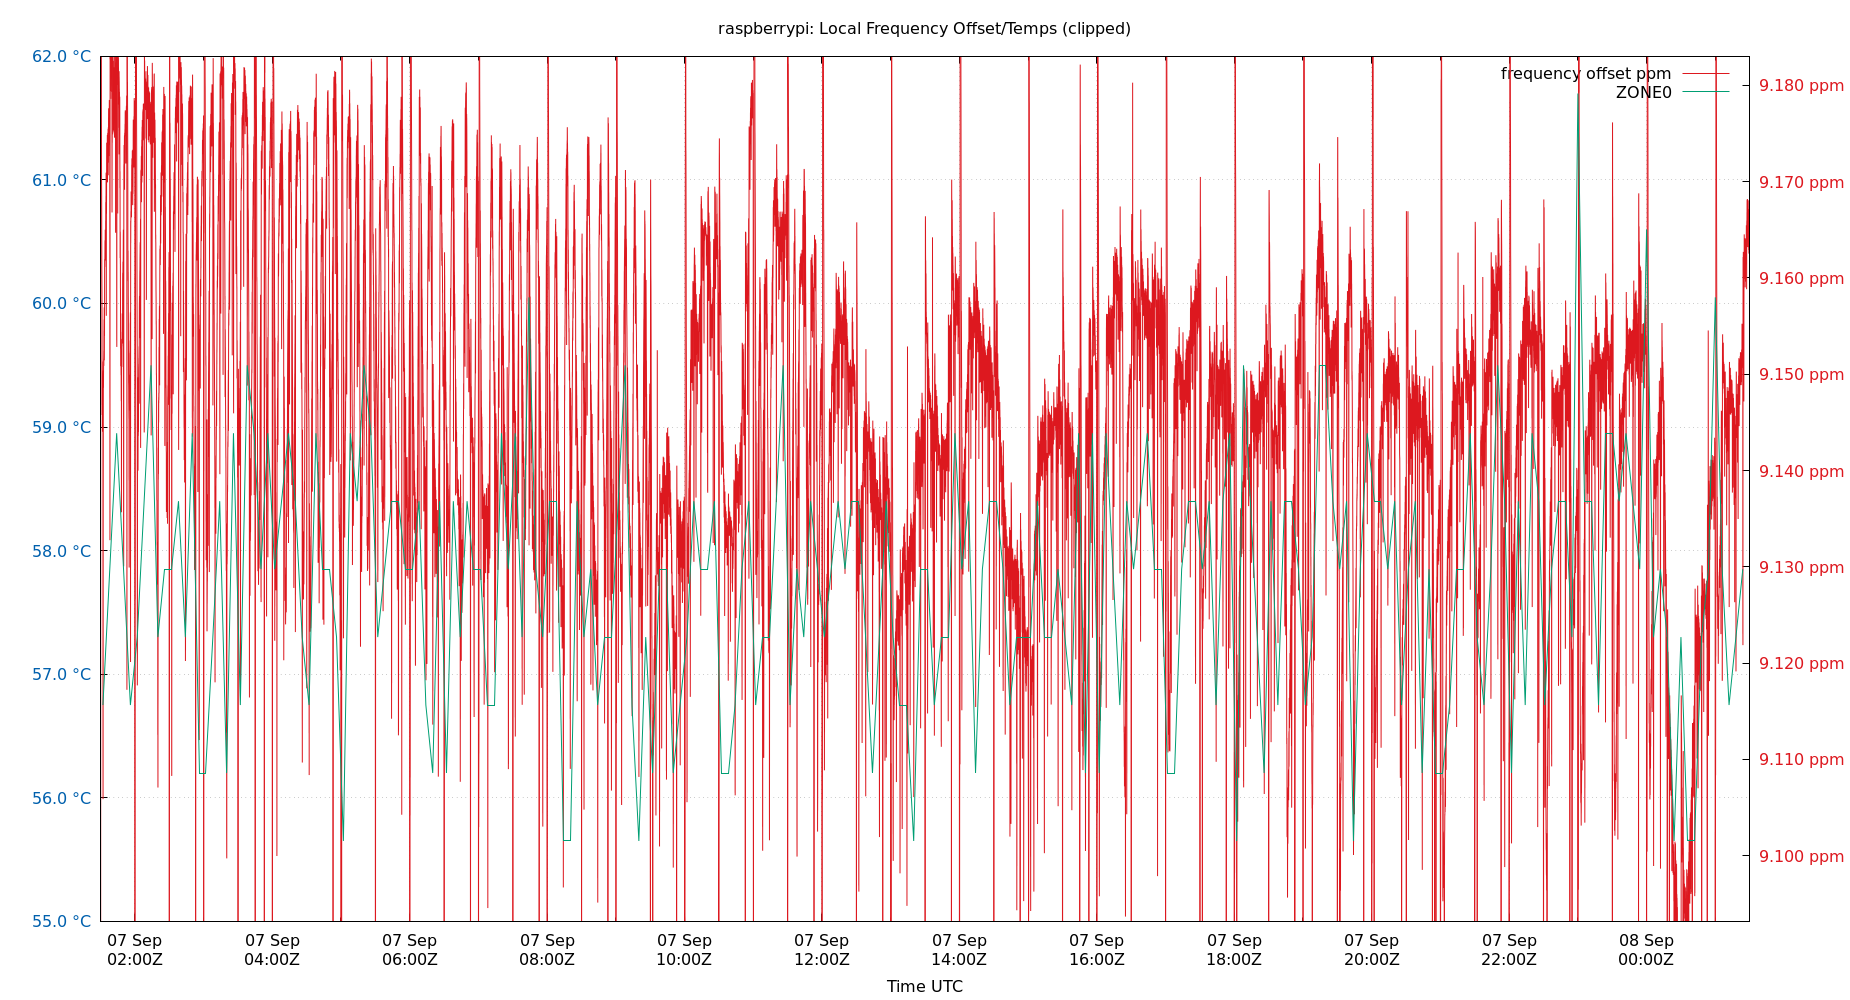 raspberrypi: Local Frequency Offset/Temps (clipped)
frequency offset ppm
ZONE0
62.0 °C
61.0 °C
60.0 °C
59.0 °C
58.0 °C
57.0 °C
56.0 °C
55.0 °C
9.180 ppm
9.170 ppm
9.160 ppm
9.150 ppm
9.140 ppm
9.130 ppm
9.120 ppm
9.110 ppm
9.100 ppm
07 Sep 07 Sep 07 Sep 07 Sep 07 Sep 07 Sep 07 Sep 07 Sep 07 Sep 07 Sep 07 Sep 08 Sep
02:00Z 04:00Z 06:00Z 08:00Z 10:00Z 12:00Z 14:00Z 16:00Z 18:00Z 20:00Z 22:00Z 00:00Z
Time UTC